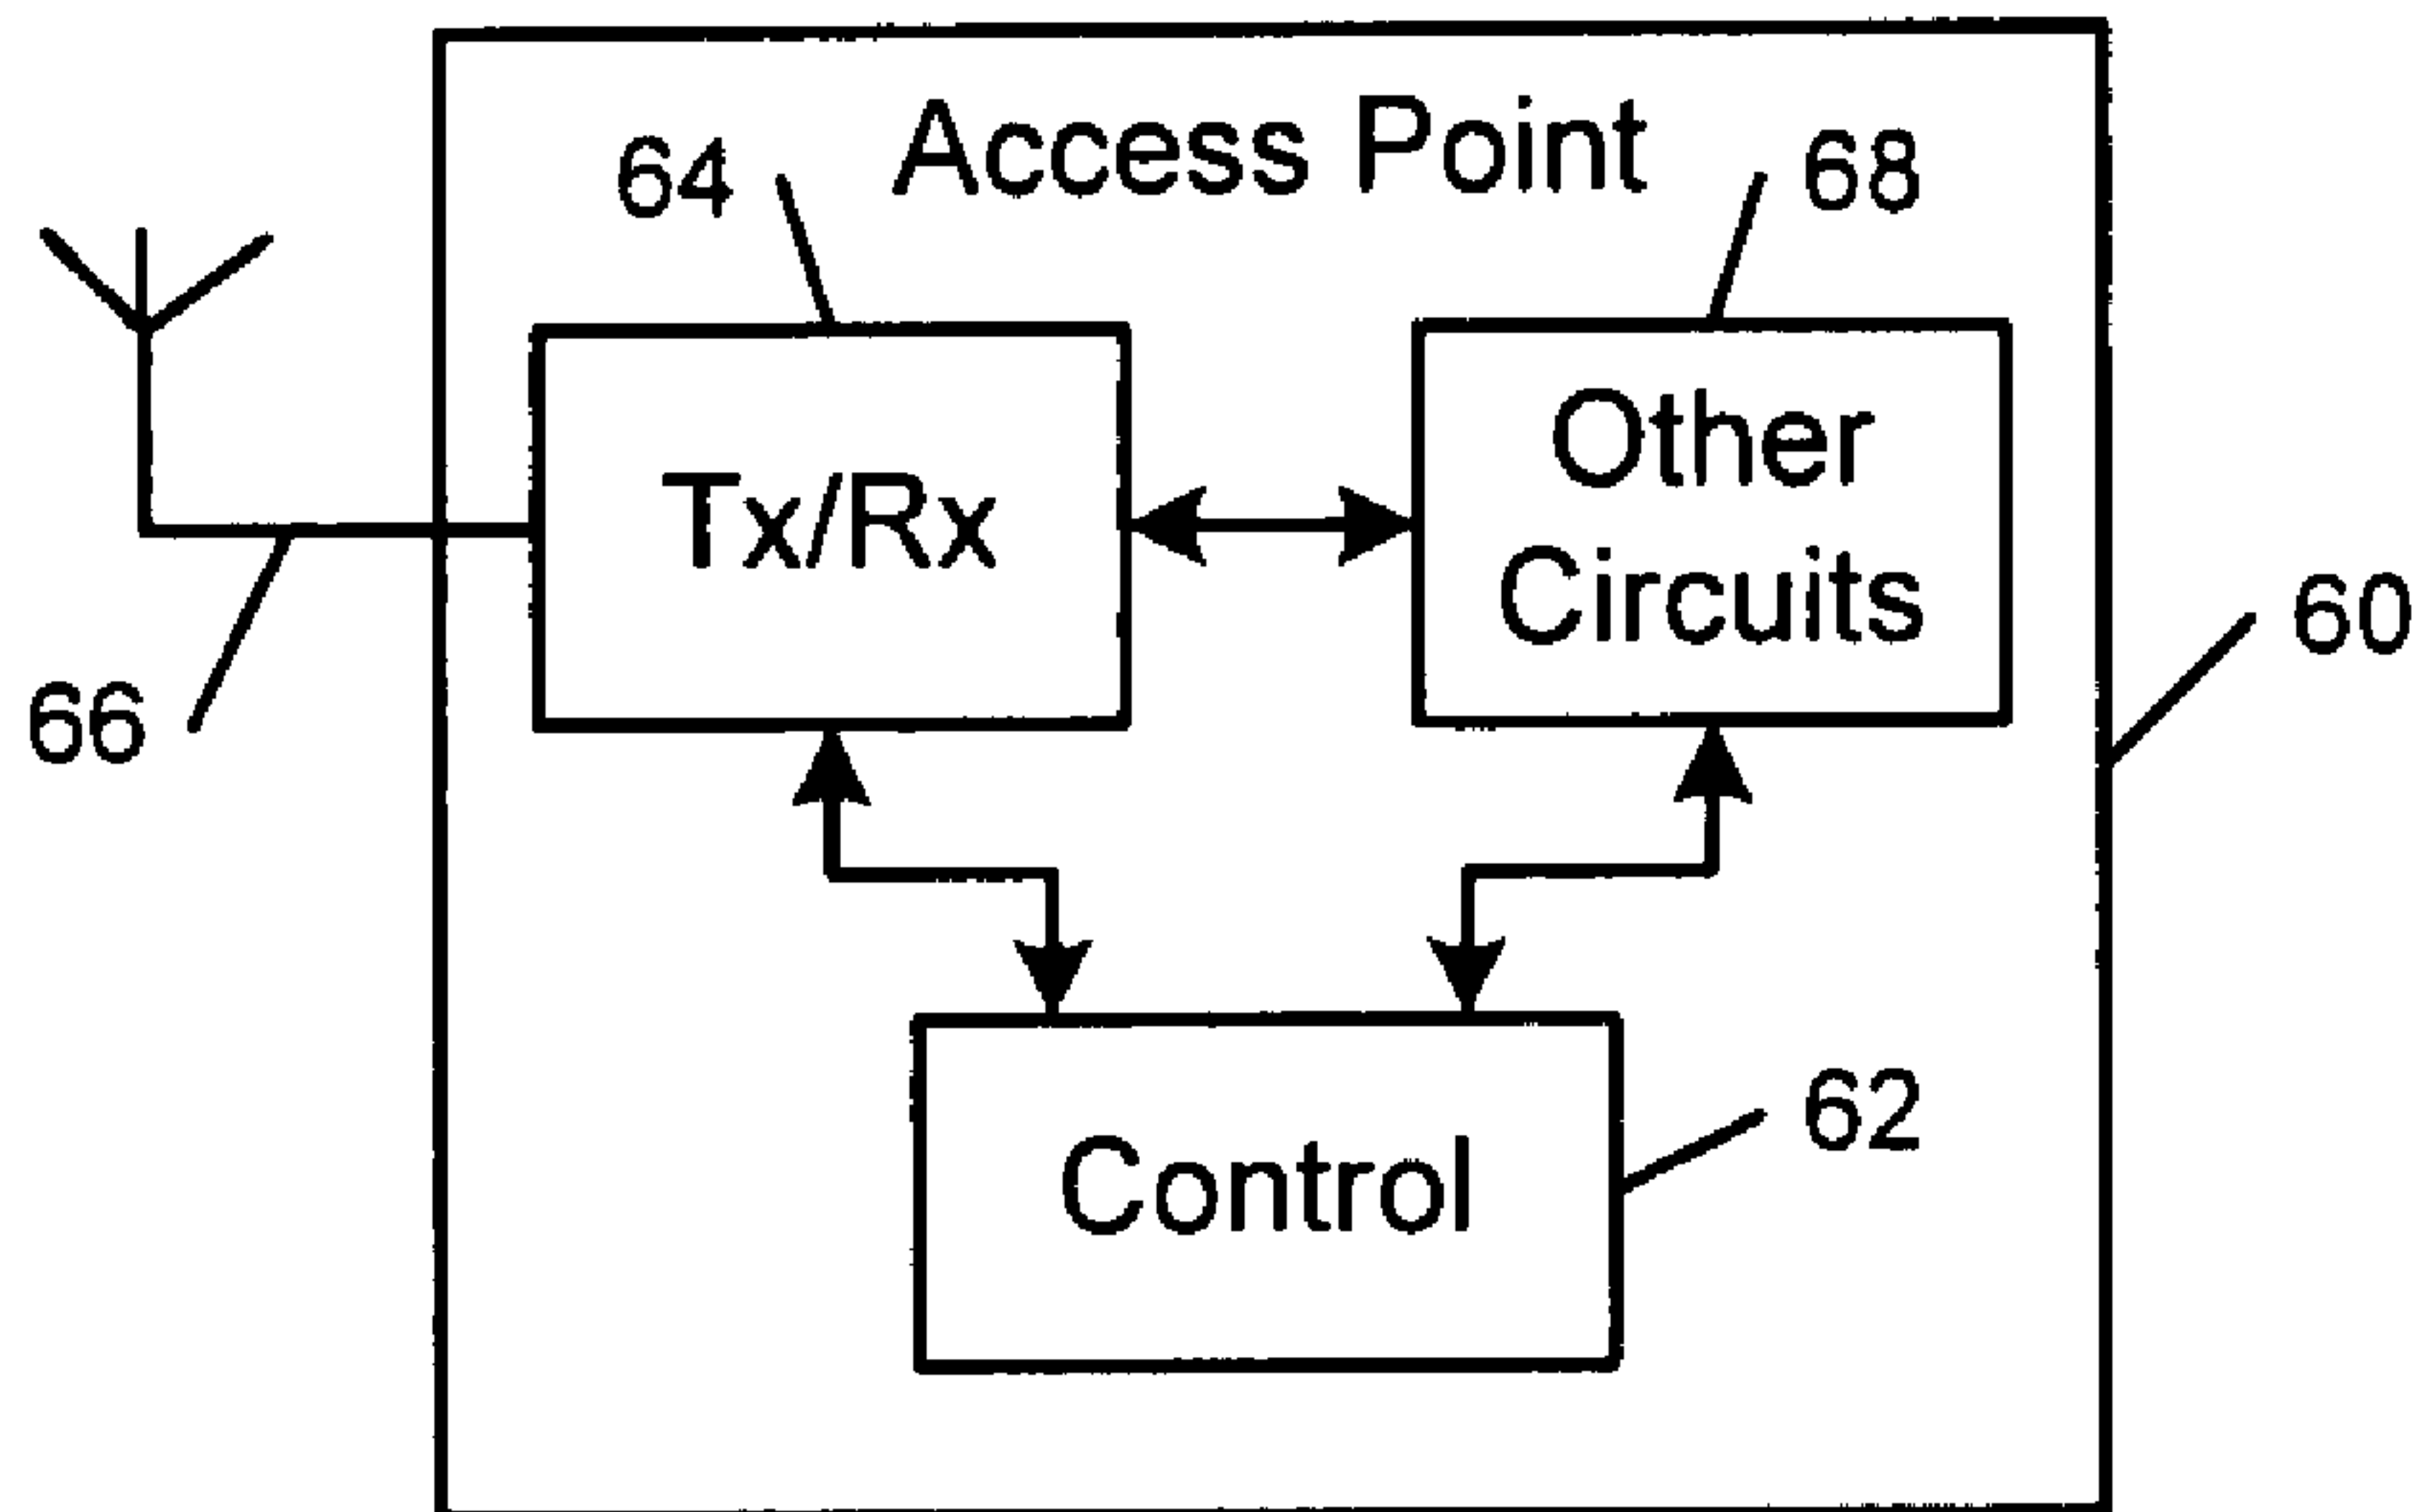 Access Point
64
68
Tx/Rx
Other
Circuits
60
66
62
Control